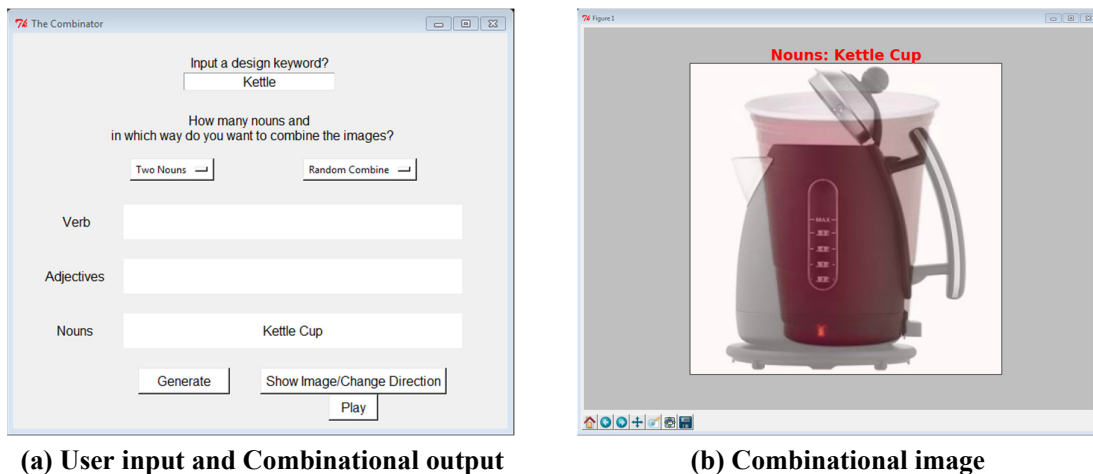 The Combinator
Input a design keyword?
Kettle
How many nouns and
in which way do you want to combine the images?
Two Nouns
Random Combine
Verb
Adjectives
Nouns
Kettle Cup
Generate
Show Image/Change Direction
Play
(a) User input and Combinational output
Figure 1
Nouns: Kettle Cup
MAX
(b) Combinational image